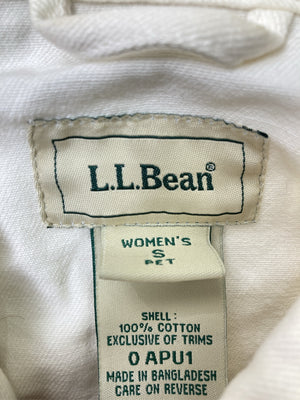 L.L.Bean®
WOMEN'S
S
PET
SHELL:
100% COTTON
EXCLUSIVE OF TRIMS
0 APU1
MADE IN BANGLADESH
CARE ON REVERSE